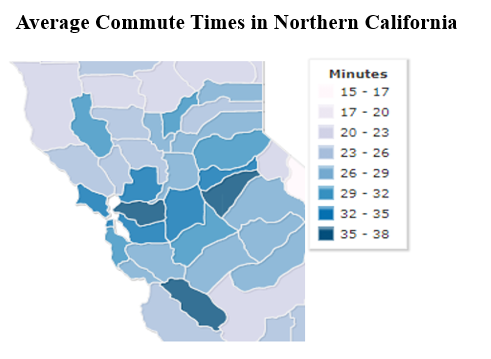 Average Commute Times in Northern California
Minutes
15 - 17
17 - 20
20 - 23
23 - 26
26 - 29
29 - 32
32 - 35
35 - 38